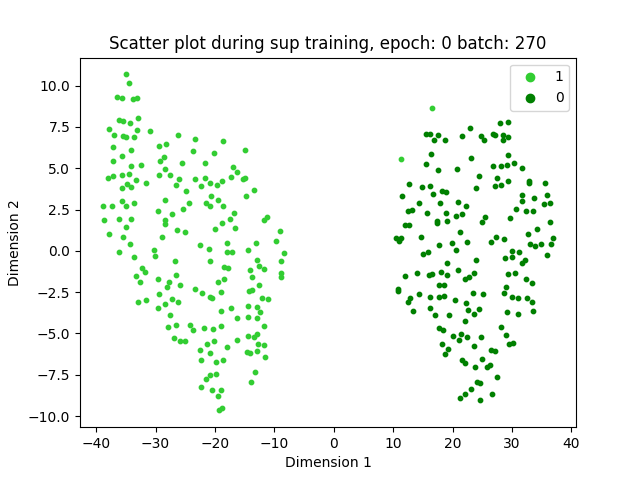 Scatter plot during sup training, epoch: 0 batch: 270
1
0
10.0
7.5
5.0
2.5
0.0
−2.5
−5.0
−7.5
−10.0
Dimension 2
−40 −30 −20 −10 0 10 20 30 40
Dimension 1